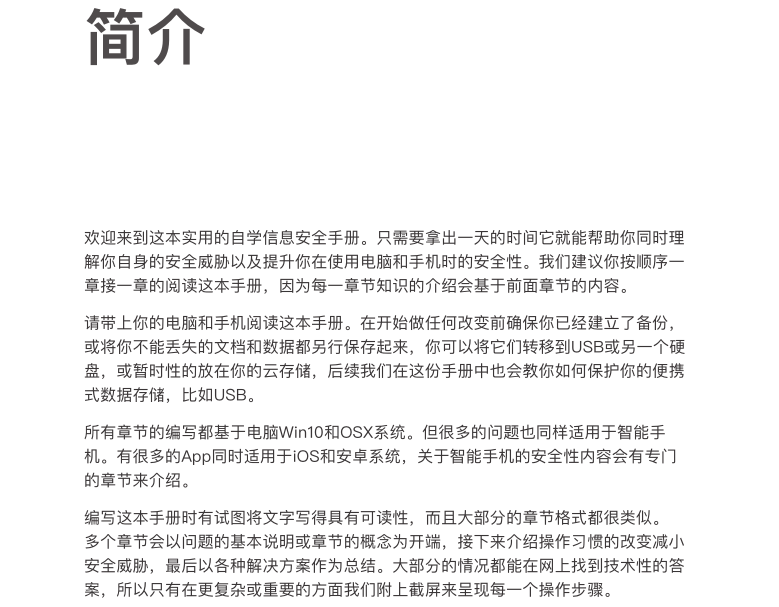 简介
欢迎来到这本实用的自学信息安全手册。只需要拿出一天的时间它就能帮助你同时理
解你自身的安全威胁以及提升你在使用电脑和手机时的安全性。我们建议你按顺序一
章接一章的阅读这本手册，因为每一章节知识的介绍会基于前面章节的内容。
请带上你的电脑和手机阅读这本手册。在开始做任何改变前确保你已经建立了备份，
或将你不能丢失的文档和数据都另行保存起来，你可以将它们转移到USB或另一个硬
盘，或暂时性的放在你的云存储，后续我们在这份手册中也会教你如何保护你的便携
式数据存储，比如USB。
所有章节的编写都基于电脑Win10和OSX系统。但很多的问题也同样适用于智能手
机。有很多的App同时适用于iOS和安卓系统，关于智能手机的安全性内容会有专门
的章节来介绍。
编写这本手册时有试图将文字写得具有可读性，而且大部分的章节格式都很类似。
多个章节会以问题的基本说明或章节的概念为开端，接下来介绍操作习惯的改变减小
安全威胁，最后以各种解决方案作为总结。大部分的情况都能在网上找到技术性的答
案，所以只有在更复杂或重要的方面我们附上截屏来呈现每一个操作步骤。